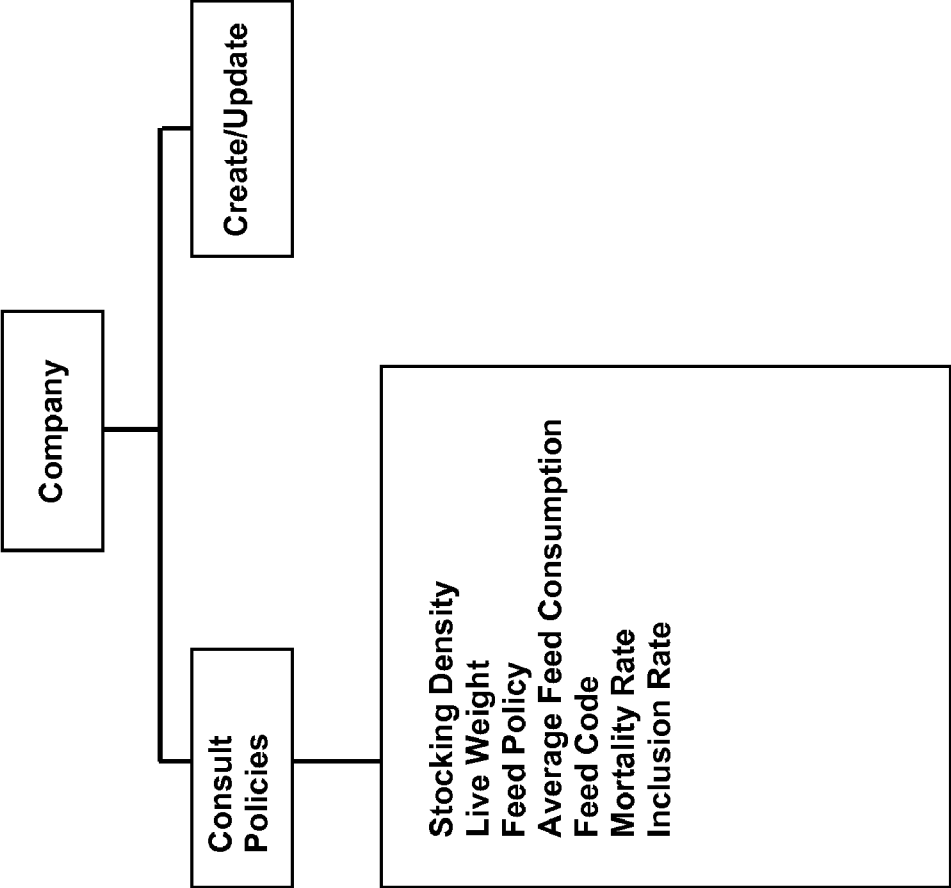 Company
Consult
Policies
Create/Update
Stocking Density
Live Weight
Feed Policy
Average Feed Consumption
Feed Code
Mortality Rate
Inclusion Rate